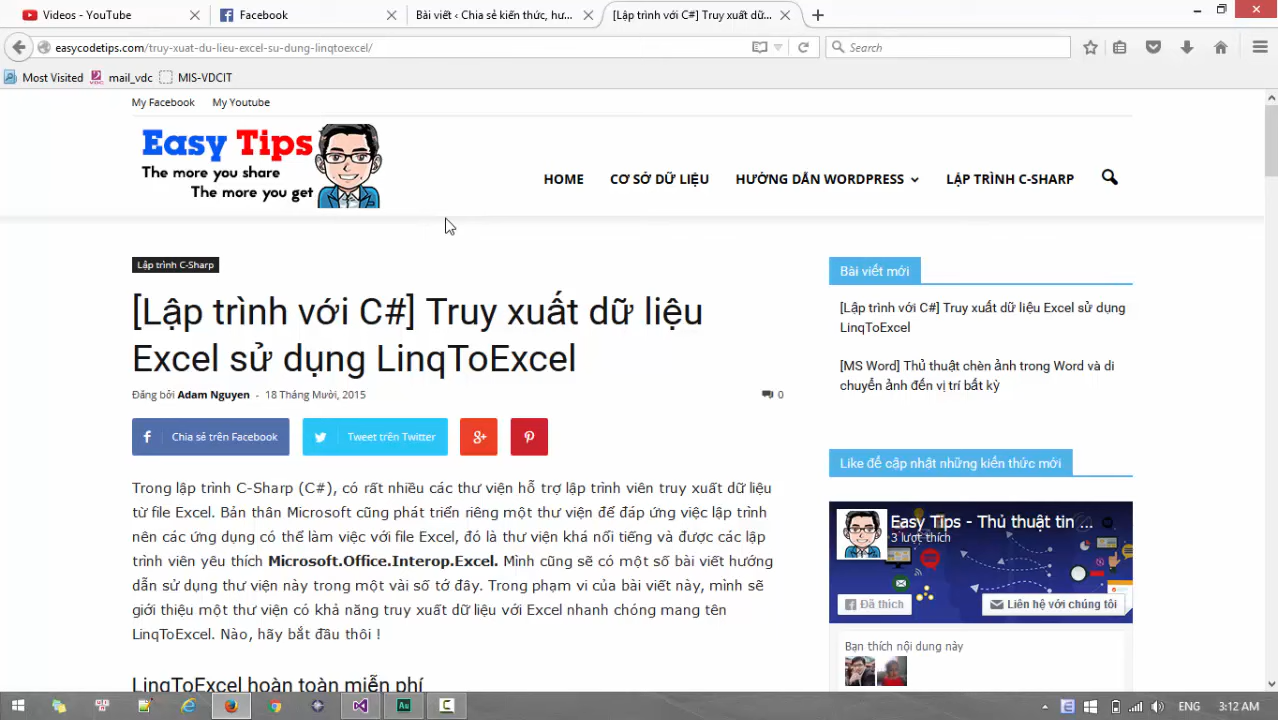 Videos - YouTube
Facebook
Bài viết ‹ Chia sẻ kiến thức, hư...
[Lập trình với C#] Truy xuất dữ...
easycodetips.com/truy-xuat-du-lieu-excel-su-dung-linqtoexcel/
Search
Most Visited
mail_vdc
MIS-VDCIT
My Facebook
My Youtube
Easy Tips
The more you share
The more you get
HOME
CƠ SỞ DỮ LIỆU
HƯỚNG DẪN WORDPRESS
LẬP TRÌNH C-SHARP
Lập trình C-Sharp
[Lập trình với C#] Truy xuất dữ liệu
Excel sử dụng LinqToExcel
Đăng bởi Adam Nguyen - 18 Tháng Mười, 2015
0
Chia sẻ trên Facebook
Tweet trên Twitter
Trong lập trình C-Sharp (C#), có rất nhiều các thư viện hỗ trợ lập trình viên truy xuất dữ liệu
từ file Excel. Bản thân Microsoft cũng phát triển riêng một thư viện để đáp ứng việc lập trình
nên các ứng dụng có thể làm việc với file Excel, đó là thư viện khá nổi tiếng và được các lập
trình viên yêu thích Microsoft.Office.Interop.Excel. Mình cũng sẽ có một số bài viết hướng
dẫn sử dụng thư viện này trong một vài số tớ đây. Trong phạm vi của bài viết này, mình sẽ
giới thiệu một thư viện có khả năng truy xuất dữ liệu với Excel nhanh chóng mang tên
LinqToExcel. Nào, hãy bắt đầu thôi !
LinqToExcel hoàn toàn miễn phí
Bài viết mới
[Lập trình với C#] Truy xuất dữ liệu Excel sử dụng
LinqToExcel
[MS Word] Thủ thuật chèn ảnh trong Word và di
chuyển ảnh đến vị trí bất kỳ
Like để cập nhật những kiến thức mới
Easy Tips - Thủ thuật tin ...
3 lượt thích
Đã thích
Liên hệ với chúng tôi
Bạn thích nội dung này
ENG
3:12 AM